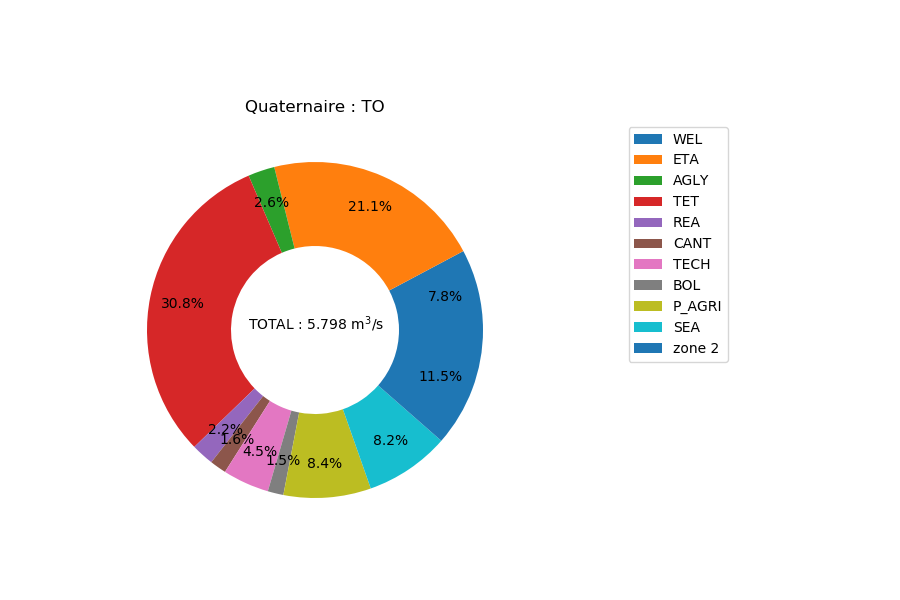 Quaternaire : TO
WEL
ETA
AGLY
TET
REA
CANT
TECH
BOL
P_AGRI
SEA
zone 2
2.6%
21.1%
7.8%
30.8%
TOTAL : 5.798 m³/s
11.5%
2.2%
1.6%
8.2%
4.5%
1.5%
8.4%